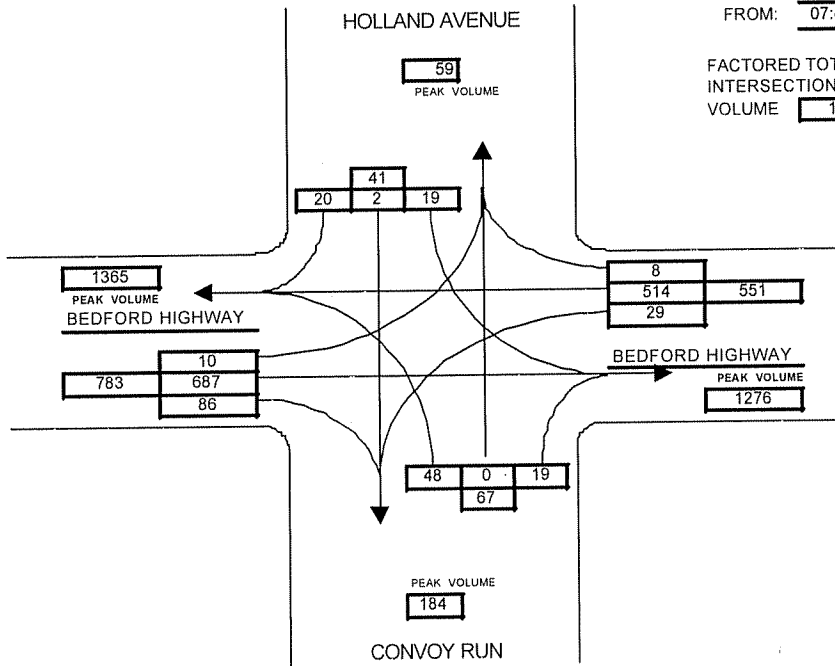 HOLLAND AVENUE
FROM: 07:
59
PEAK VOLUME
FACTORED TOT
INTERSECTION
VOLUME 1
41
20 2 19
1365
PEAK VOLUME
BEDFORD HIGHWAY
8
514 551
29
10
783 687
86
BEDFORD HIGHWAY
PEAK VOLUME
1276
48 0 19
67
PEAK VOLUME
184
CONVOY RUN